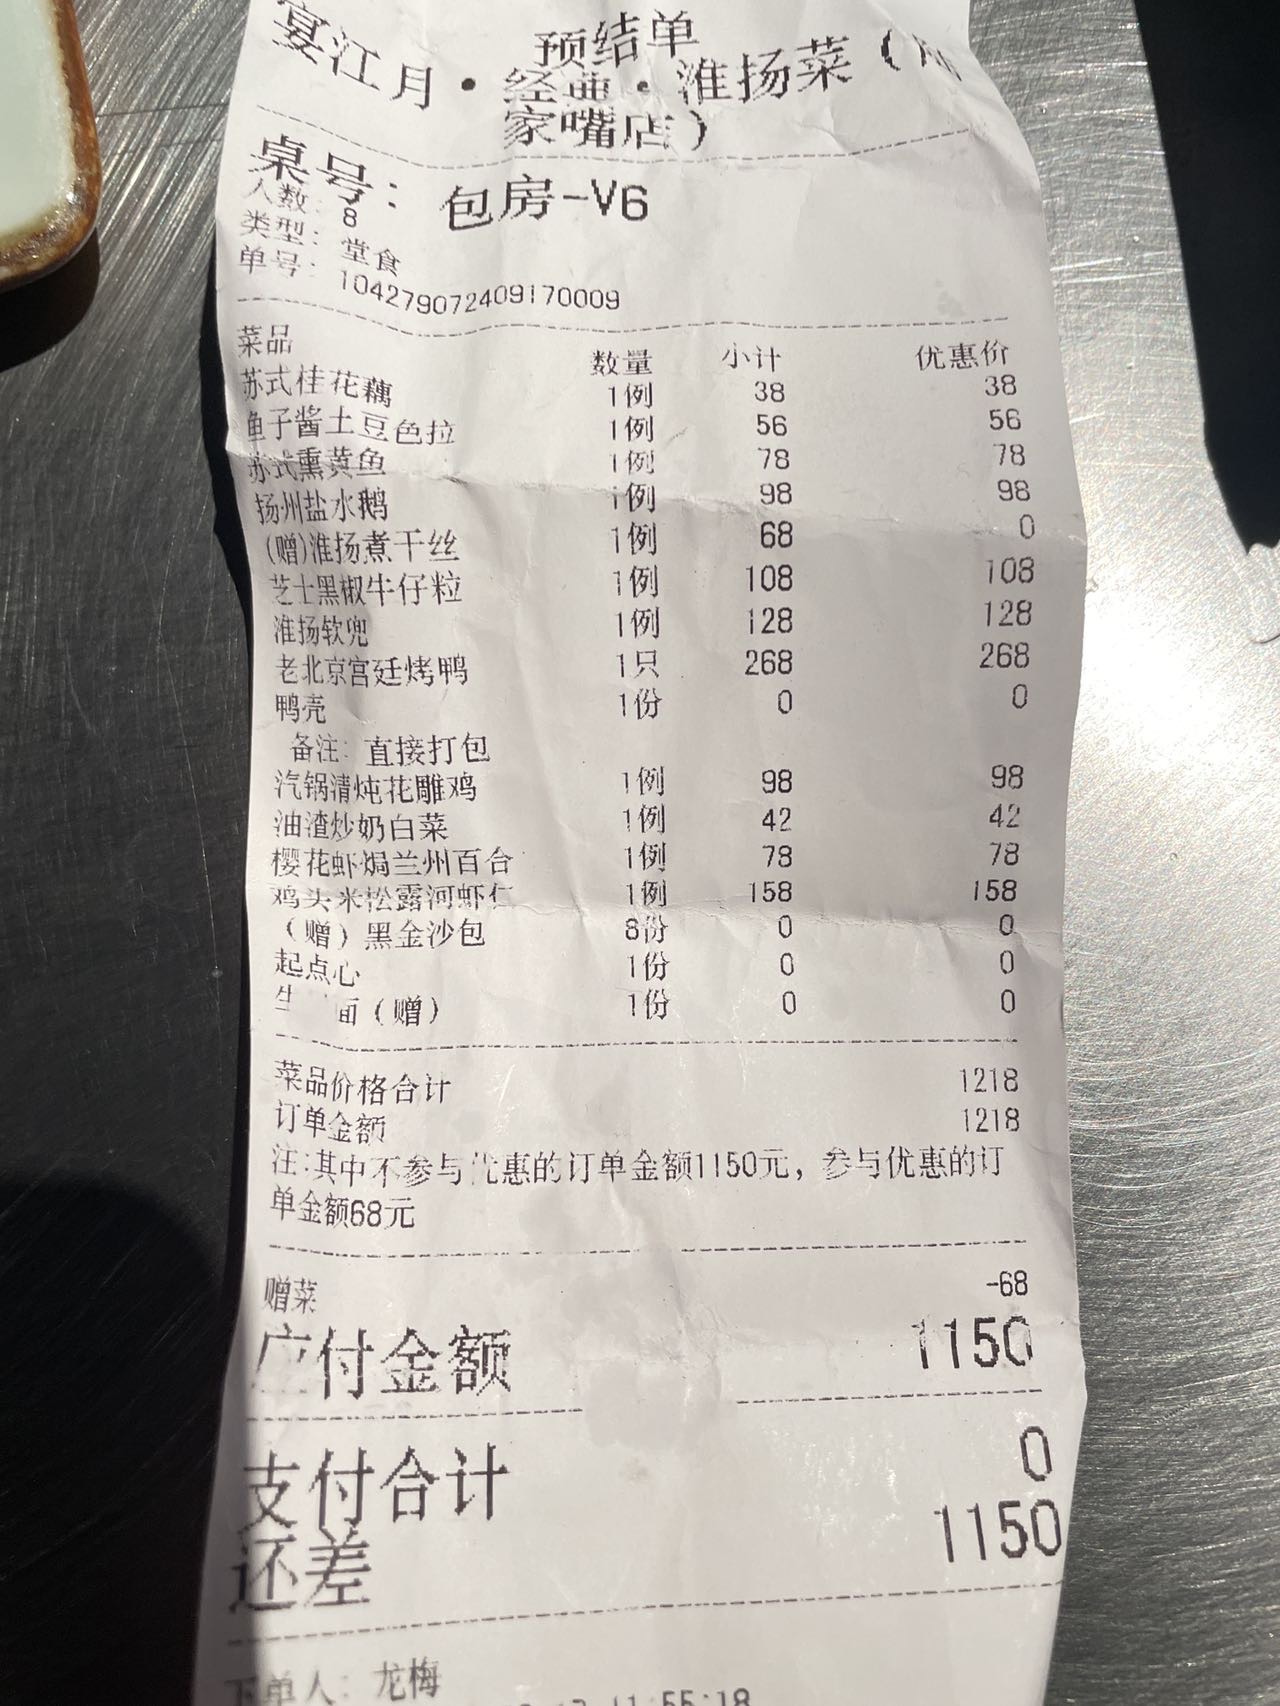 预结单
宴江月·经典·淮扬菜（
家嘴店）
桌号：包房-V6
人数：8
类型：堂食
单号：104279072409170009
菜品 数量 小计 优惠价
苏式桂花藕 1例 38 38
鱼子酱土豆色拉 1例 56 56
苏式熏黄鱼 1例 78 78
扬州盐水鹅 1例 98 98
(赠)淮扬煮干丝 1例 68 0
芝士黑椒牛仔粒 1例 108 108
淮扬软兜 1例 128 128
老北京宫廷烤鸭 1只 268 268
鸭壳 1份 0 0
备注：直接打包
汽锅清炖花雕鸡 1例 98 98
油渣炒奶白菜 1例 42 42
樱花虾焗兰州百合 1例 78 78
鸡头米松露河虾仁 1例 158 158
（赠）黑金沙包 8份 0 0
起点心 1份 0 0
生 面（赠） 1份 0 0
菜品价格合计 1218
订单金额 1218
注：其中不参与优惠的订单金额1150元，参与优惠的订
单金额68元
赠菜 -68
应付金额 1150
支付合计 0
还差 1150
下单人：龙梅
11:55:18